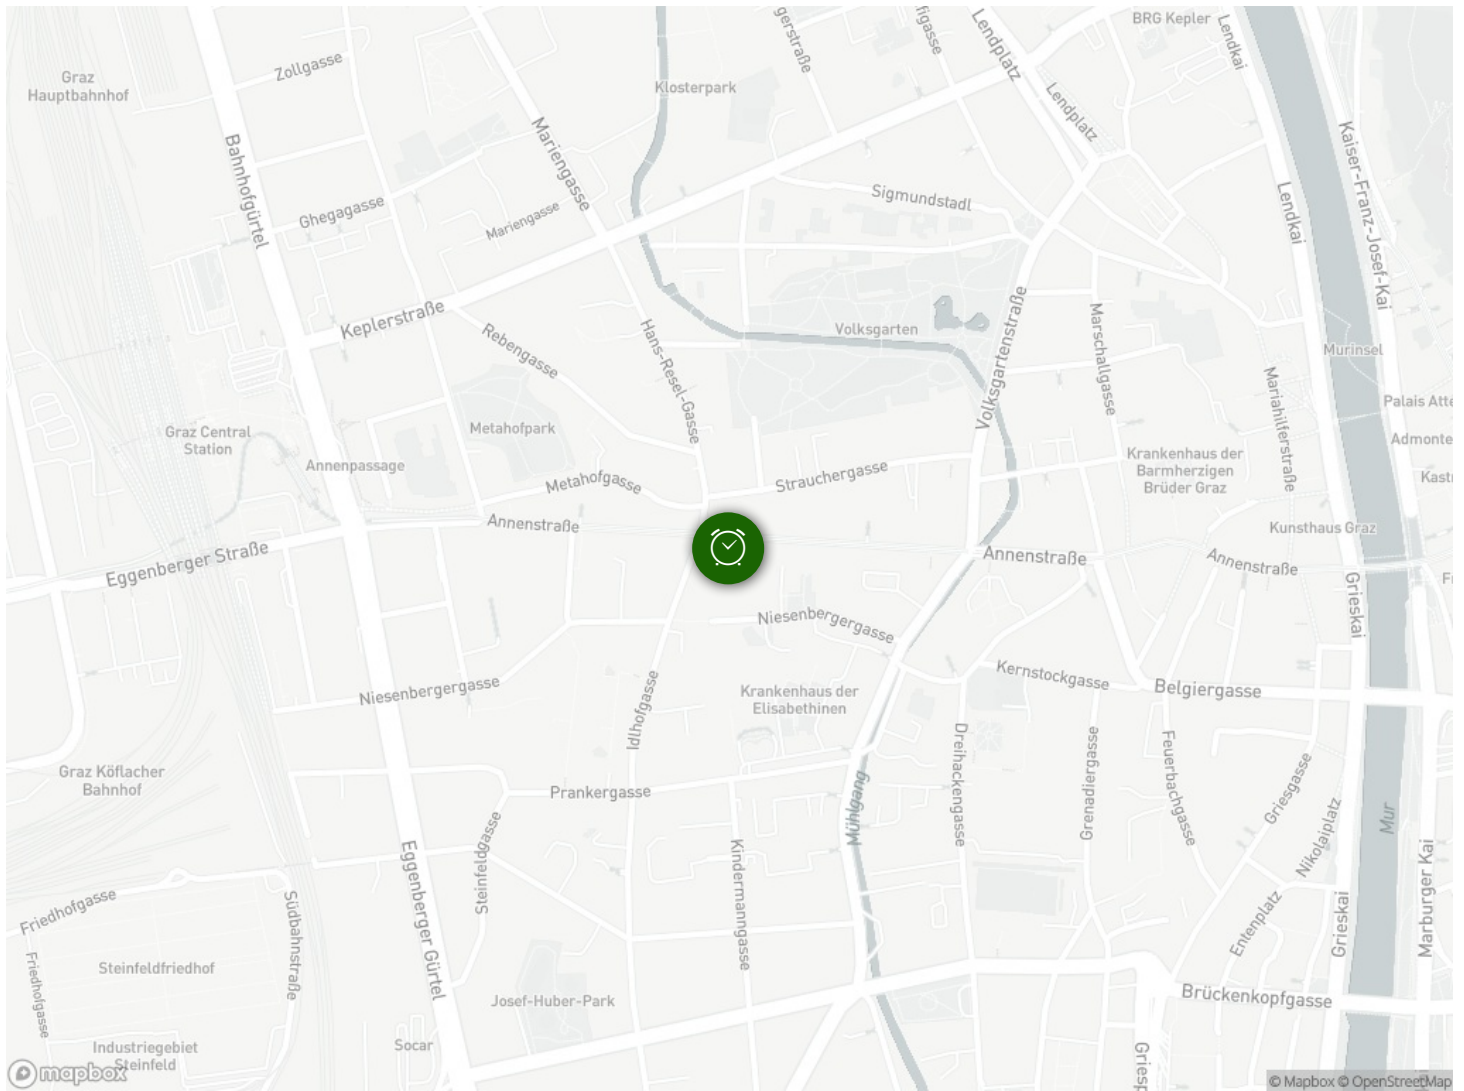 BRG Kepler
Lendplatz
Lendkai
Zollgasse
Graz
Hauptbahnhof
Klosterpark
Lendplatz
Mariengasse
Bahnhofgürtel
Kaiser-Franz-Josef-Kai
Sigmundstadl
Ghegagasse
Mariengasse
Lendkai
Keplerstraße
Rebengasse
Hans-Resel-Gasse
Volksgarten
Volksgartenstraße
Marschallgasse
Murinsel
Mariahilferstraße
Palais Atte
Metahofpark
Graz Central
Station
Annenpassage
Admonte
Krankenhaus der
Barmherzigen
Brüder Graz
Kast
Metahofgasse
Strauchergasse
Annenstraße
Kunsthaus Graz
Eggenberger Straße
Annenstraße
Annenstraße
Grieskai
Niesenbergergasse
Niesenbergergasse
Kernstockgasse
Belgiergasse
Krankenhaus der
Elisabethinen
Idlhofgasse
Dreihackengasse
Grenadiergasse
Feuerbachgasse
Griesgasse
Graz Köflacher
Bahnhof
Prankergasse
Mühlgang
Mur
Nikolaiplatz
Steinfeldgasse
Eggenberger Gürtel
Kindermanngasse
Marburger Kai
Friedhofgasse
Südbahnstraße
Entenplatz
Grieskai
Friedhofgasse
Steinfeldfriedhof
Josef-Huber-Park
Brückenkopfgasse
Industriegebiet
Steinfeld
Socar
Griesp
mapbox
© Mapbox © OpenStreetMap